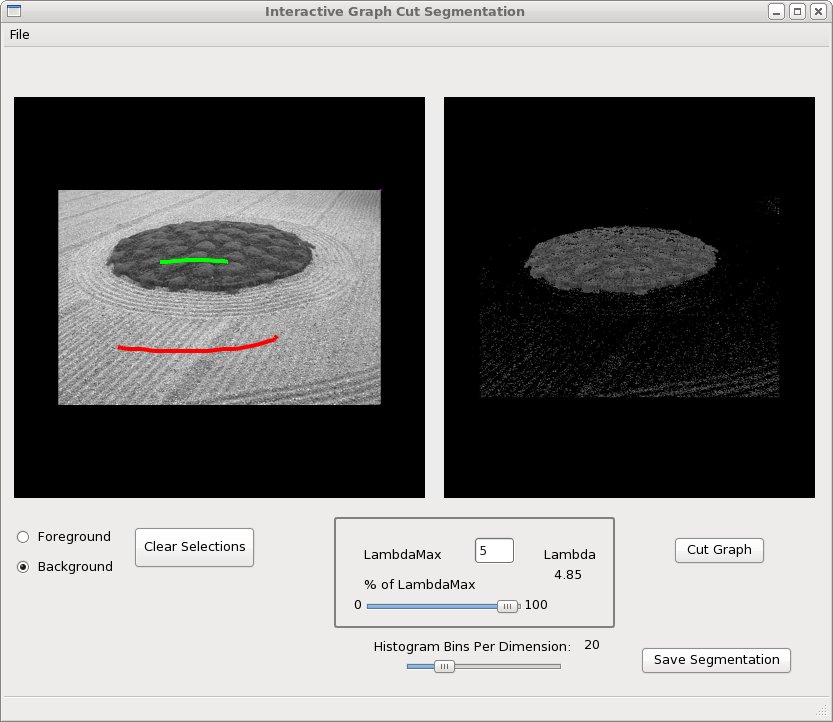 Interactive Graph Cut Segmentation
File
Foreground
Background
Clear Selections
LambdaMax
5
Lambda
4.85
% of LambdaMax
0
100
Cut Graph
Histogram Bins Per Dimension:
20
Save Segmentation